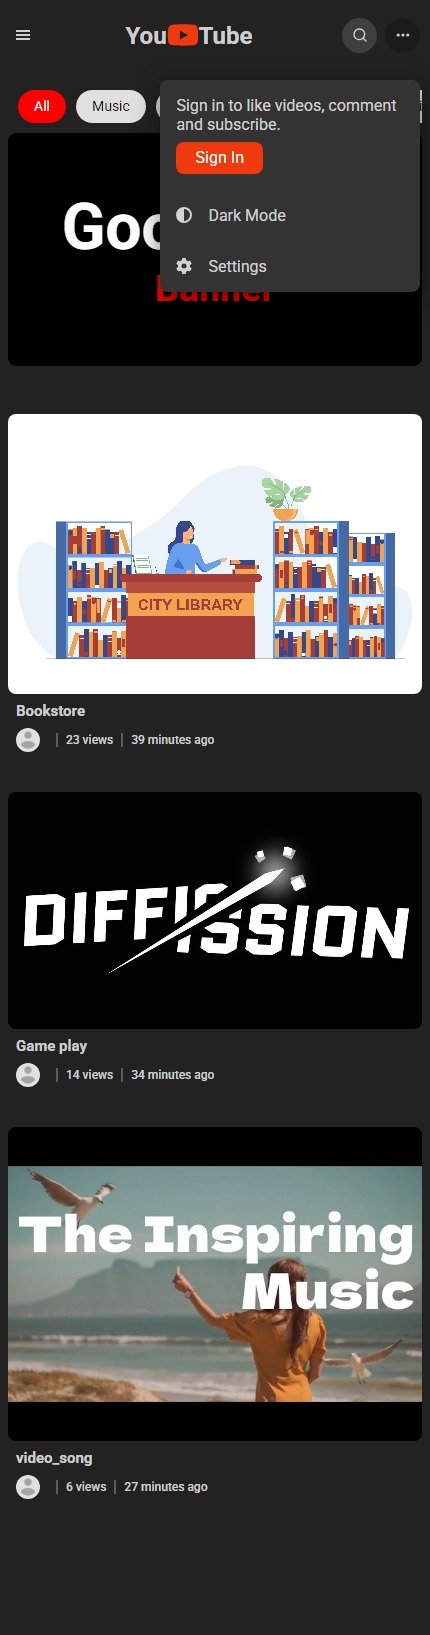 YouTube
All
Music
Sign in to like videos, comment
and subscribe.
Sign In
Dark Mode
Settings
Banner
CITY LIBRARY
Bookstore
23 views | 39 minutes ago
DIFFISSION
Game play
14 views | 34 minutes ago
The Inspiring
Music
video_song
6 views | 27 minutes ago